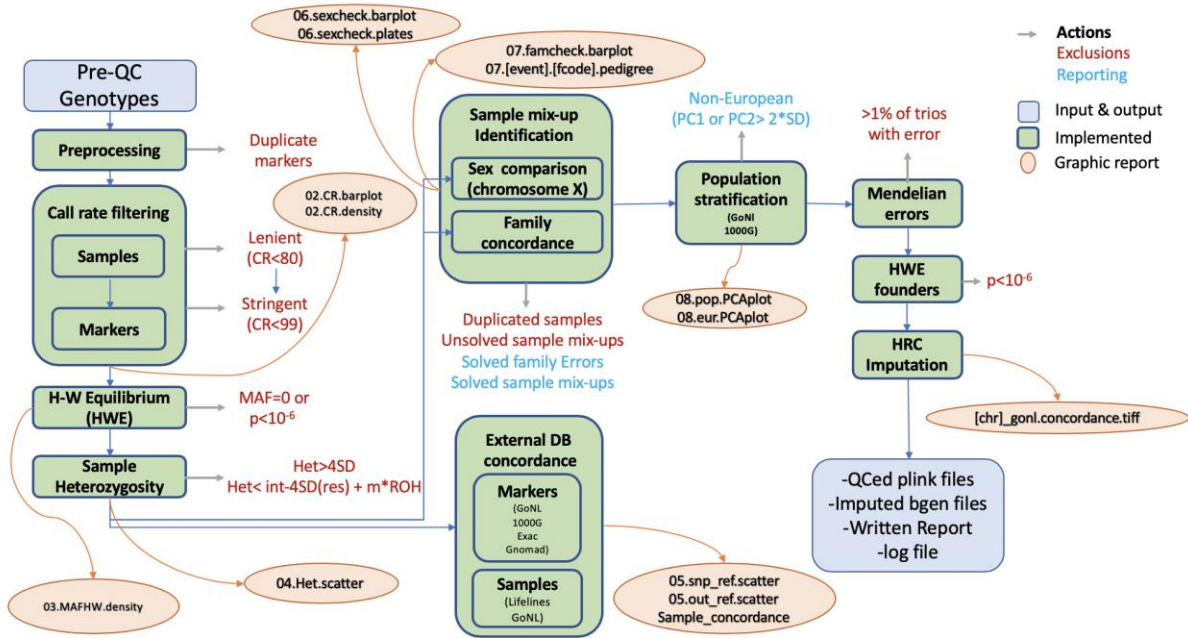 06.sexcheck.barplot
06.sexcheck.plates
07.famcheck.barplot
07.[event].[fcode].pedigree
Actions
Exclusions
Reporting
Input & output
Implemented
Graphic report
Pre-QC
Genotypes
Preprocessing
Duplicate
markers
Call rate filtering
Samples
Markers
Lenient
(CR<80)
Stringent
(CR<99)
02.CR.barplot
02.CR.density
H-W Equilibrium
(HWE)
MAF=0 or
p<10-6
Sample
Heterozygosity
Het>4SD
Het< int-4SD(res) + m*ROH
03.MAFHW.density
04.Het.scatter
Sample mix-up
Identification
Sex comparison
(chromosome X)
Family
concordance
Duplicated samples
Unsolved sample mix-ups
Solved family Errors
Solved sample mix-ups
External DB
concordance
Markers
(GoNL
1000G
Exac
Gnomad)
Samples
(Lifelines
GoNL)
05.snp_ref.scatter
05.out_ref.scatter
Sample_concordance
Non-European
(PC1 or PC2> 2*SD)
Population
stratification
(GoNl
1000G)
08.pop.PCAplot
08.eur.PCAplot
>1% of trios
with error
Mendelian
errors
HWE
founders
p<10-6
HRC
Imputation
[chr]_gonl.concordance.tiff
-QCed plink files
-Imputed bgen files
-Written Report
-log file